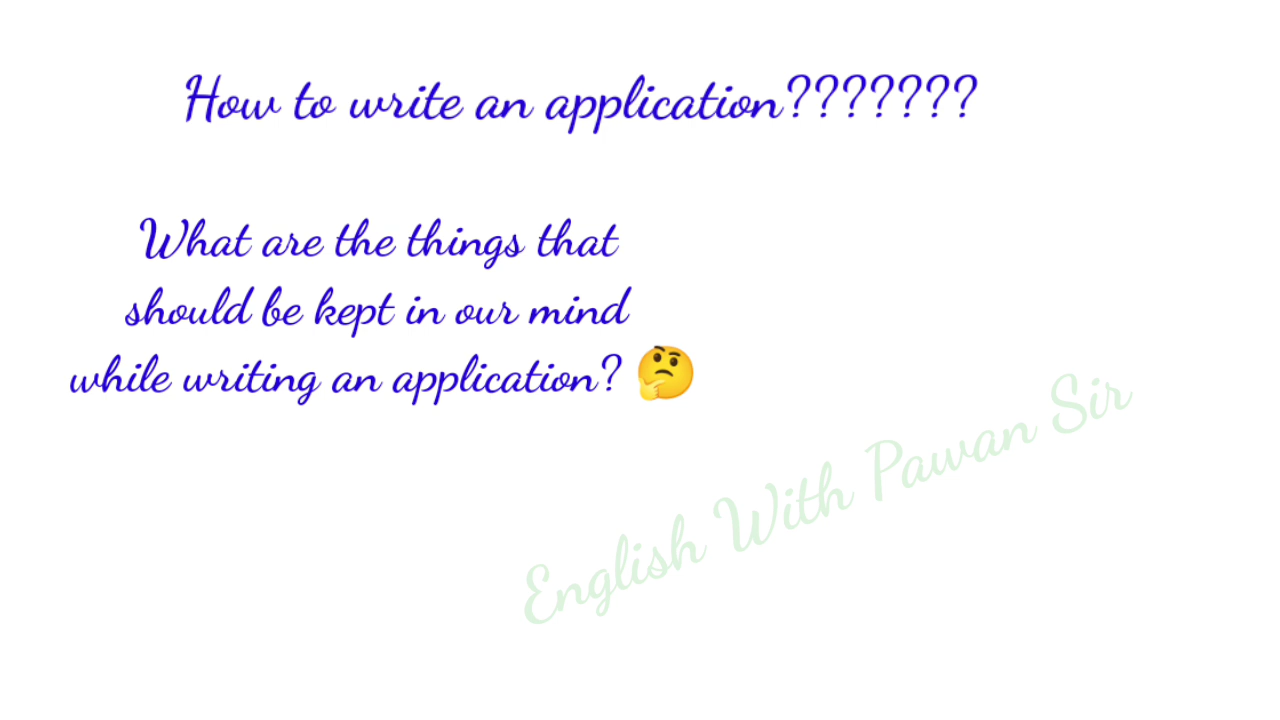 How to write an application???????
What are the things that
should be kept in our mind
while writing an application? 🤔
English With Pawan Sir